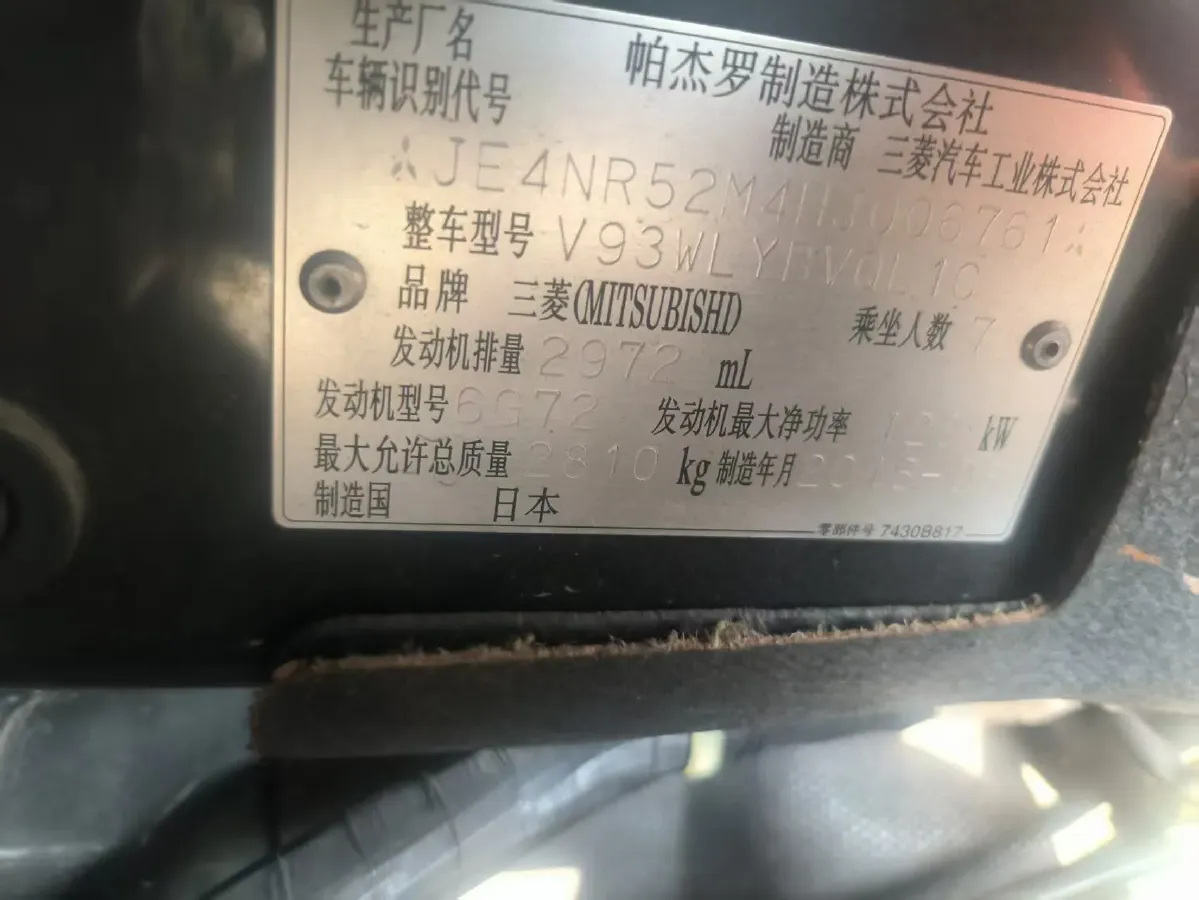 生产厂名 帕杰罗制造株式会社
车辆识别代号 制造商 三菱汽车工业株式会社
JE4NR52M4HJ006761
整车型号 V93WLYBVQL1C
品牌 三菱(MITSUBISHI) 乘坐人数 7
发动机排量 2972 mL
发动机型号 6G72 发动机最大净功率 kW
最大允许总质量 2810 kg 制造年月
制造国 日本
零部件号 7430B817